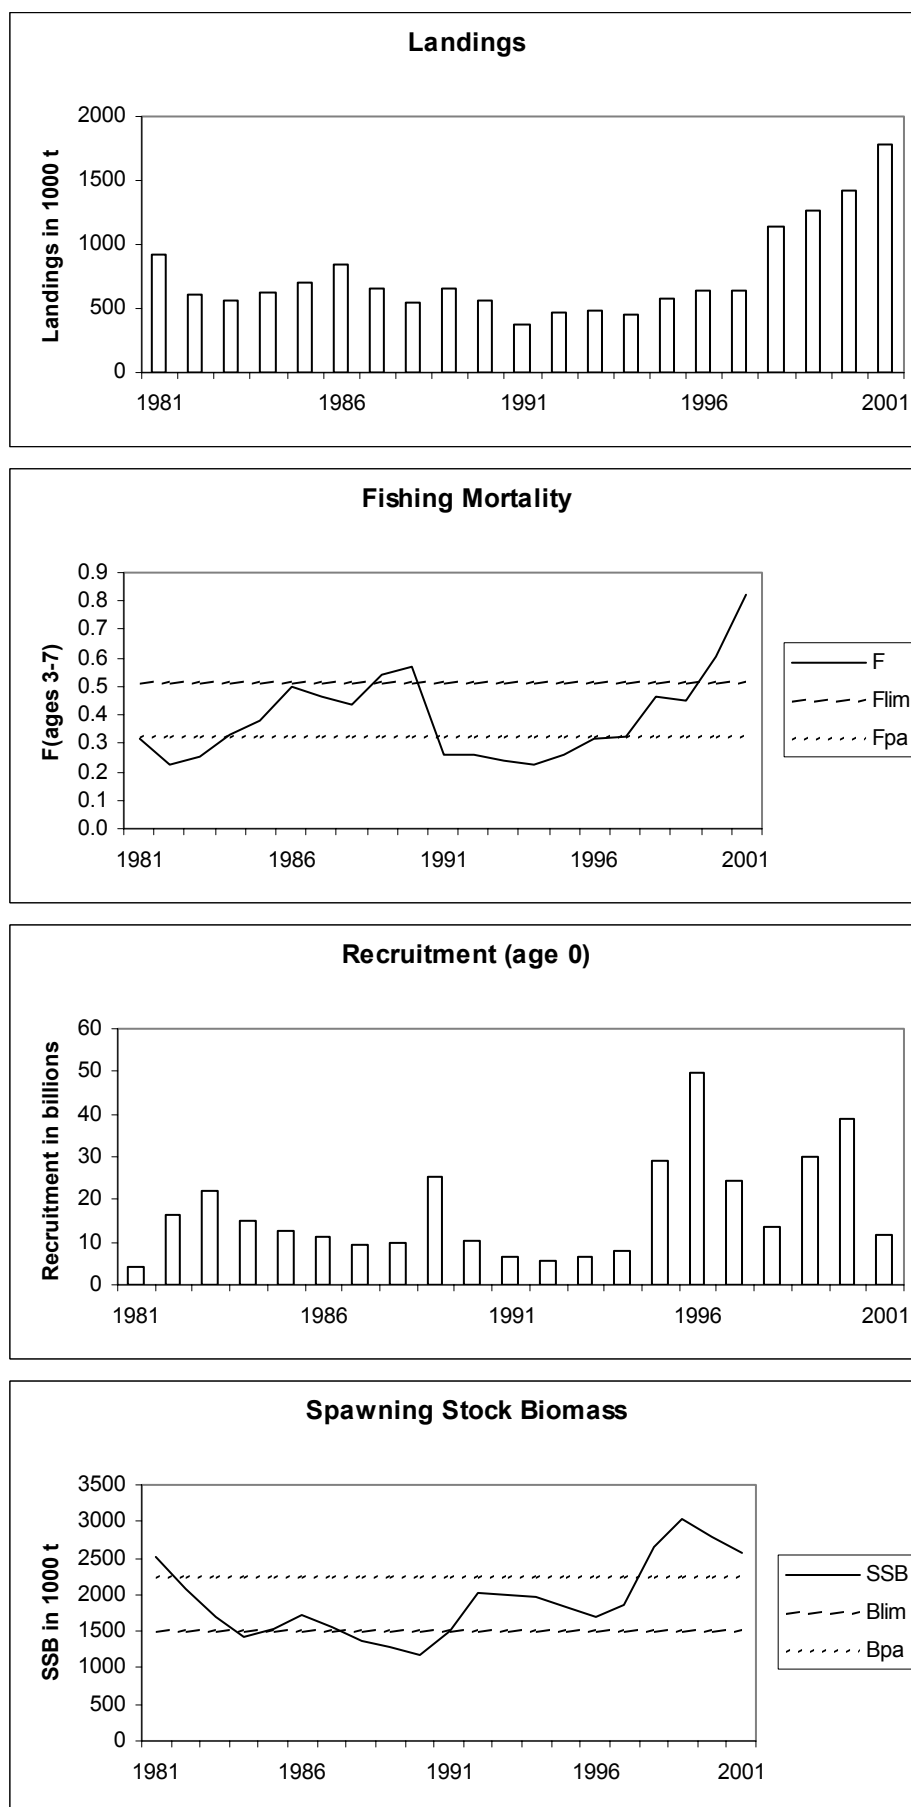 Landings
Landings in 1000 t
2000
1500
1000
500
0
1981 1986 1991 1996 2001
Fishing Mortality
F(ages 3-7)
0.9
0.8
0.7
0.6
0.5
0.4
0.3
0.2
0.1
0.0
1981 1986 1991 1996 2001
F
Flim
Fpa
Recruitment (age 0)
Recruitment in billions
60
50
40
30
20
10
0
1981 1986 1991 1996 2001
Spawning Stock Biomass
SSB in 1000 t
3500
3000
2500
2000
1500
1000
500
0
1981 1986 1991 1996 2001
SSB
Blim
Bpa